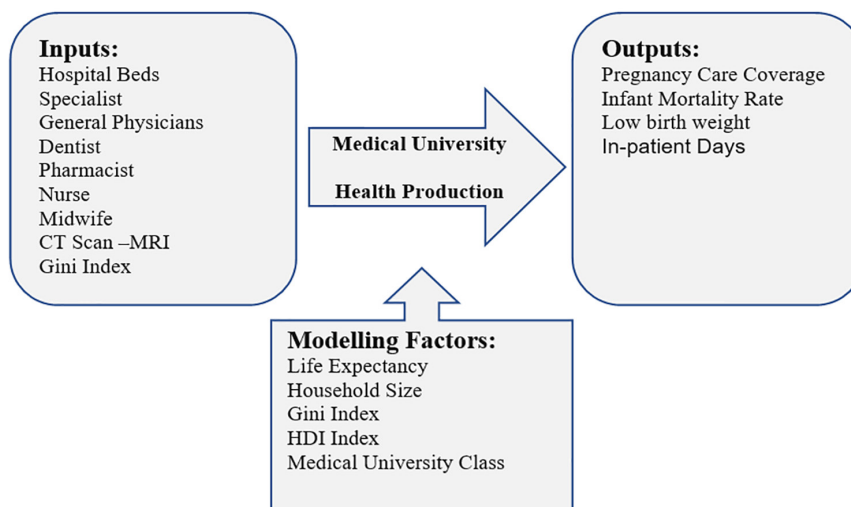 Inputs:
Hospital Beds
Specialist
General Physicians
Dentist
Pharmacist
Nurse
Midwife
CT Scan –MRI
Gini Index
Medical University
Health Production
Outputs:
Pregnancy Care Coverage
Infant Mortality Rate
Low birth weight
In-patient Days
Modelling Factors:
Life Expectancy
Household Size
Gini Index
HDI Index
Medical University Class